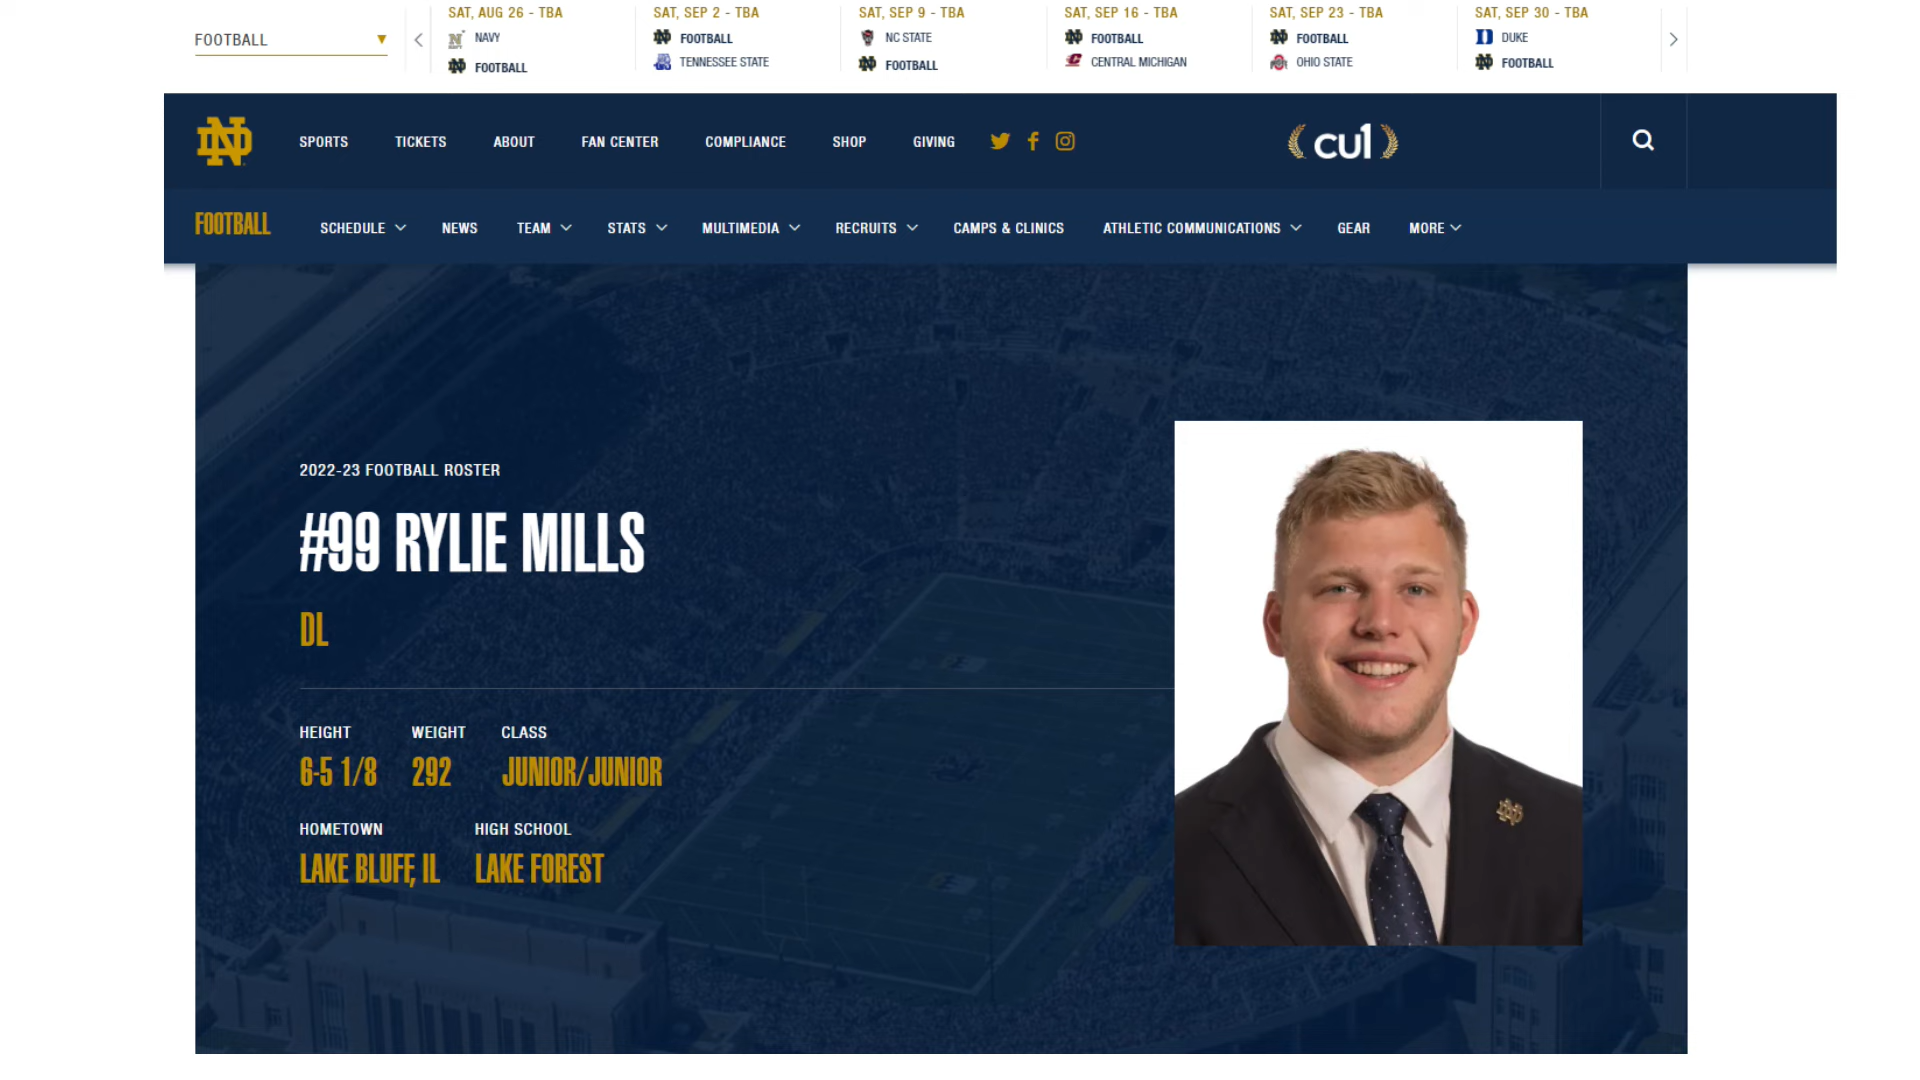 FOOTBALL
SAT, AUG 26 - TBA
NAVY
FOOTBALL
SAT, SEP 2 - TBA
FOOTBALL
TENNESSEE STATE
SAT, SEP 9 - TBA
NC STATE
FOOTBALL
SAT, SEP 16 - TBA
FOOTBALL
CENTRAL MICHIGAN
SAT, SEP 23 - TBA
FOOTBALL
OHIO STATE
SAT, SEP 30 - TBA
DUKE
FOOTBALL
ND SPORTS TICKETS ABOUT FAN CENTER COMPLIANCE SHOP GIVING cu1
FOOTBALL SCHEDULE NEWS TEAM STATS MULTIMEDIA RECRUITS CAMPS & CLINICS ATHLETIC COMMUNICATIONS GEAR MORE
2022-23 FOOTBALL ROSTER
#99 RYLIE MILLS
DL
HEIGHT WEIGHT CLASS
6-5 1/8 292 JUNIOR/JUNIOR
HOMETOWN HIGH SCHOOL
LAKE BLUFF, IL LAKE FOREST